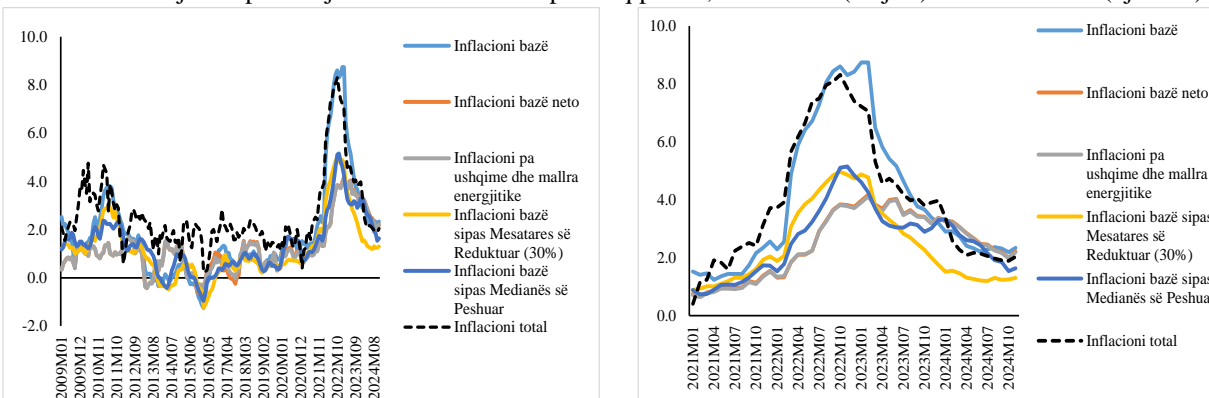 10.0
8.0
6.0
4.0
2.0
0.0
-2.0
2009M01
2009M12
2010M11
2011M10
2012M09
2013M08
2014M07
2015M06
2016M05
2017M04
2018M03
2019M02
2020M01
2020M12
2021M11
2022M10
2023M09
2024M08
Inflacioni bazë
Inflacioni bazë neto
Inflacioni pa
ushqime dhe mallra
energjitike
Inflacioni bazë
sipas Mesatares së
Reduktuar (30%)
Inflacioni bazë
sipas Medianës së
Peshuar
Inflacioni total
10.0
8.0
6.0
4.0
2.0
0.0
2021M01
2021M04
2021M07
2021M10
2022M01
2022M04
2022M07
2022M10
2023M01
2023M04
2023M07
2023M10
2024M01
2024M04
2024M07
2024M10
Inflacioni bazë
Inflacioni bazë neto
Inflacioni pa
ushqime dhe mallra
energjitike
Inflacioni bazë sipas
Mesatares së
Reduktuar (30%)
Inflacioni bazë sipas
Medianës së Peshua
Inflacioni total